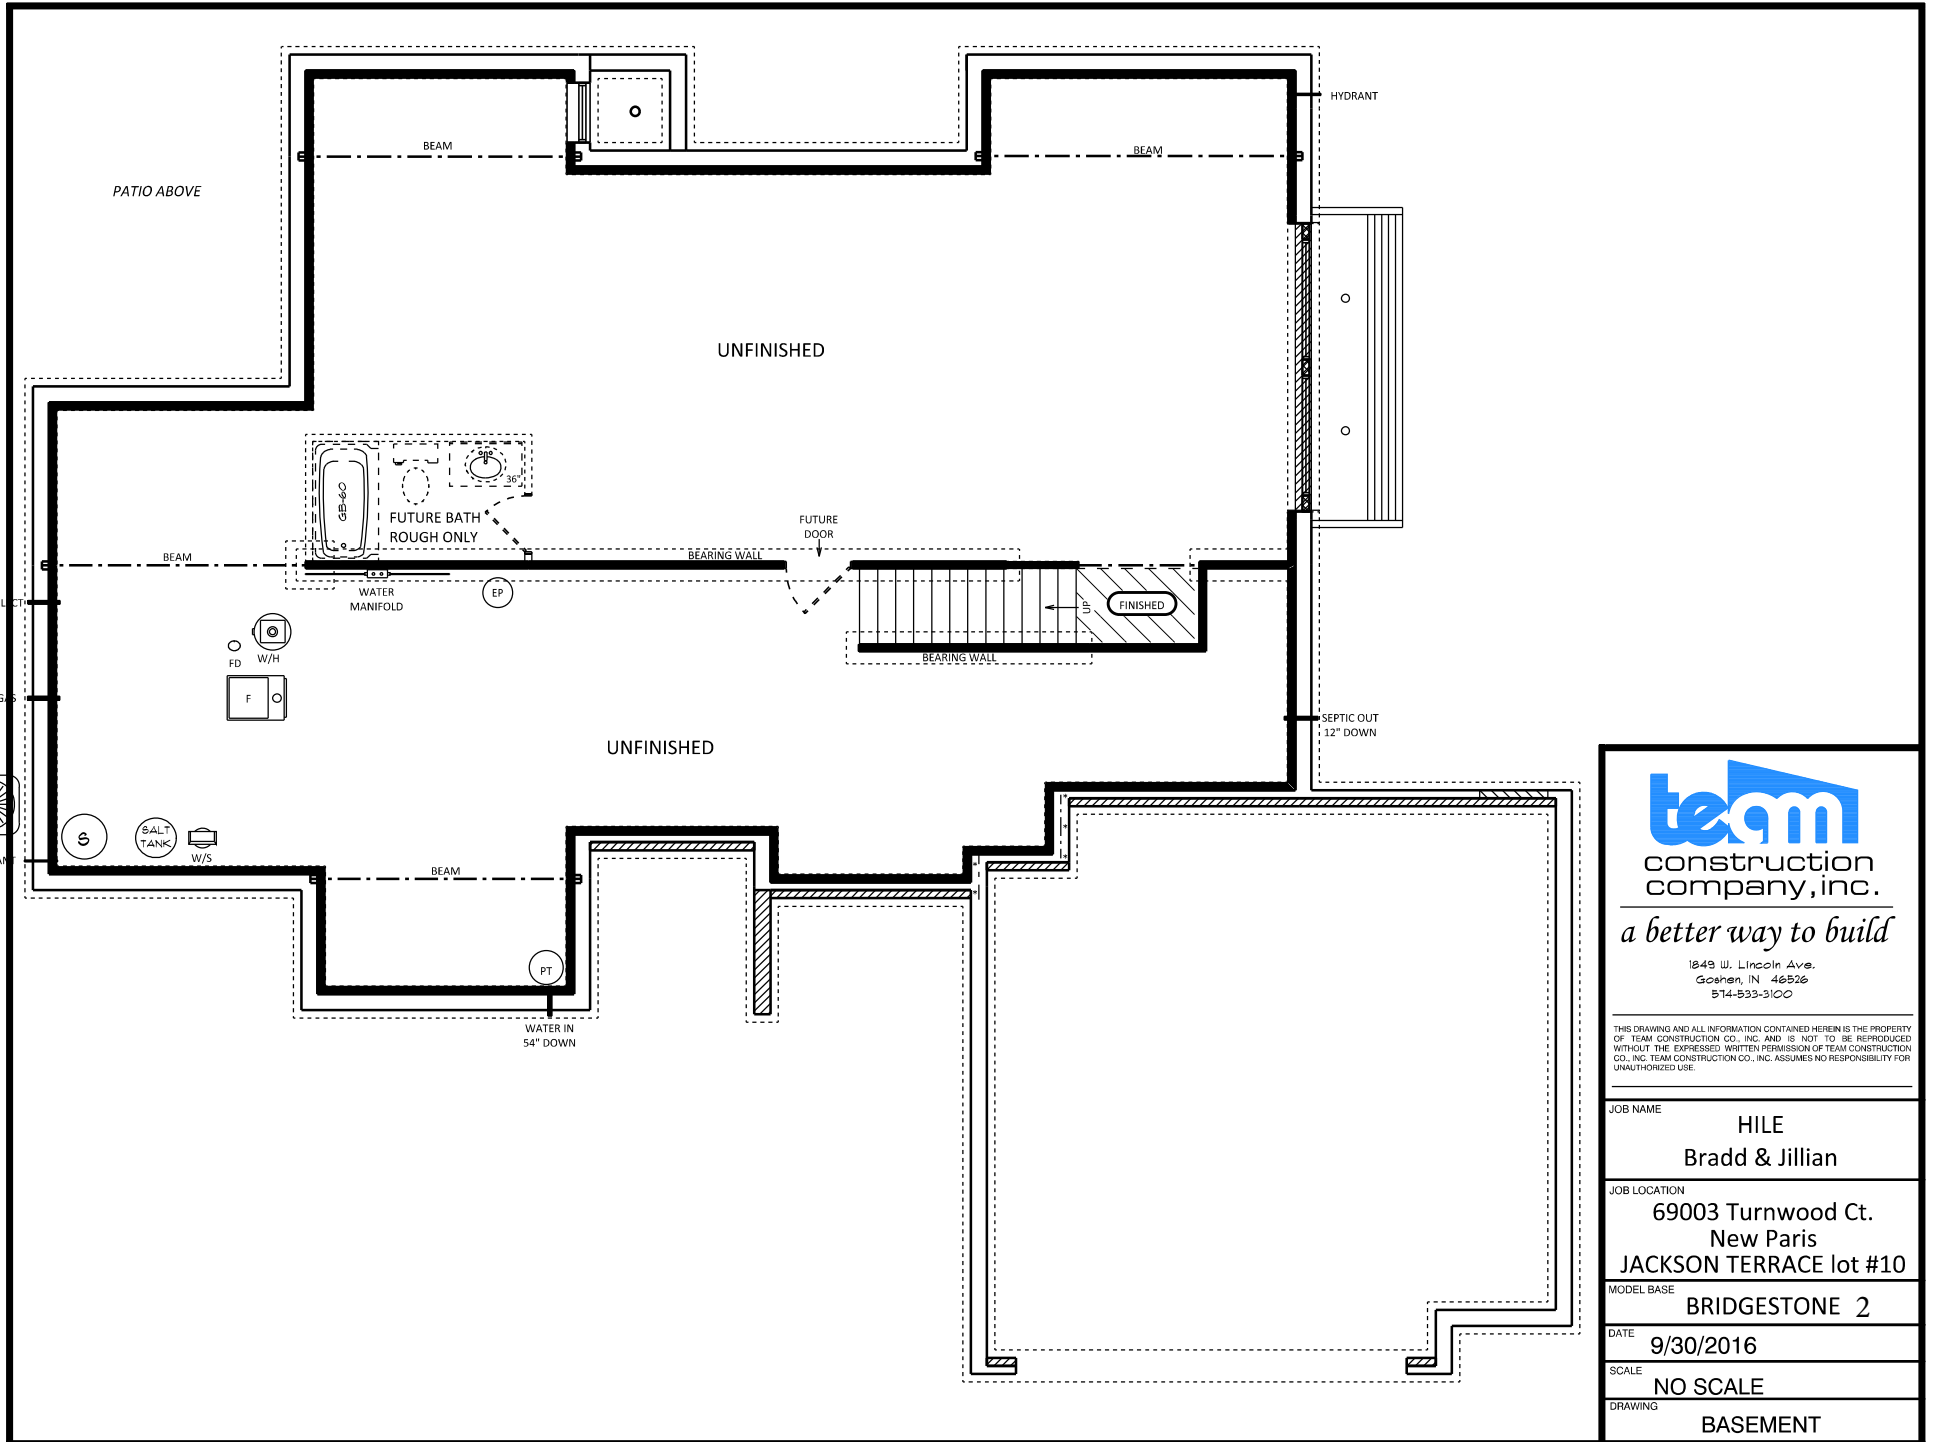 HYDRANT
BEAM
BEAM
PATIO ABOVE
UNFINISHED
36"
GB-60
FUTURE BATH
ROUGH ONLY
FUTURE
DOOR
BEAM
BEARING WALL
WATER
MANIFOLD
EP
UP
FINISHED
W/H
FD
BEARING WALL
F
GAS
SEPTIC OUT
12" DOWN
UNFINISHED
S
SALT
TANK
W/S
BEAM
PT
WATER IN
54" DOWN
team
construction
company,inc.
a better way to build
1849 W. Lincoln Ave.
Goshen, IN 46526
574-533-3100
THIS DRAWING AND ALL INFORMATION CONTAINED HEREIN IS THE PROPERTY
OF TEAM CONSTRUCTION CO., INC. AND IS NOT TO BE REPRODUCED
WITHOUT THE EXPRESSED WRITTEN PERMISSION OF TEAM CONSTRUCTION
CO., INC. TEAM CONSTRUCTION CO., INC. ASSUMES NO RESPONSIBILITY FOR
UNAUTHORIZED USE.
JOB NAME
HILE
Bradd & Jillian
JOB LOCATION
69003 Turnwood Ct.
New Paris
JACKSON TERRACE lot #10
MODEL BASE
BRIDGESTONE 2
DATE
9/30/2016
SCALE
NO SCALE
DRAWING
BASEMENT